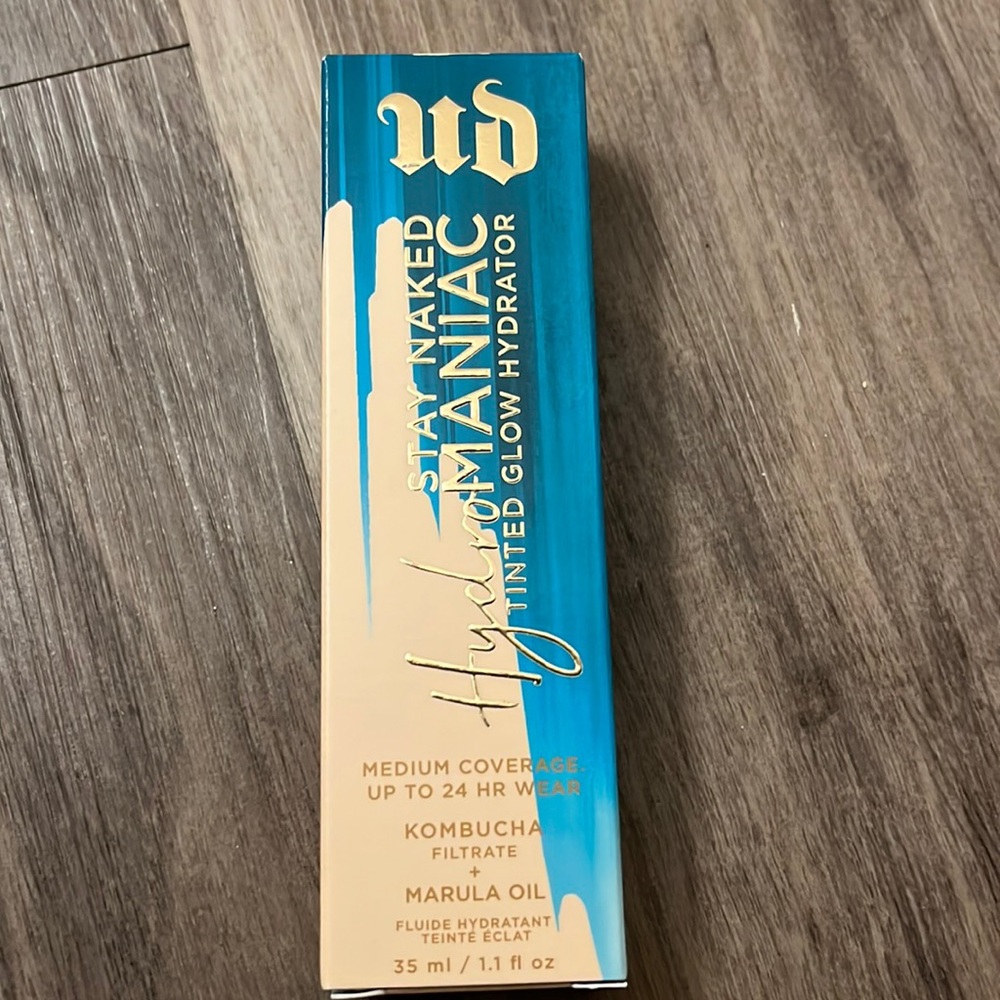 UD
STAY NAKED
HydroMANIAC
TINTED GLOW HYDRATOR
MEDIUM COVERAGE
UP TO 24 HR WEAR
KOMBUCHA
FILTRATE
+
MARULA OIL
FLUIDE HYDRATANT
TEINTÉ ÉCLAT
35 ml / 1.1 fl oz